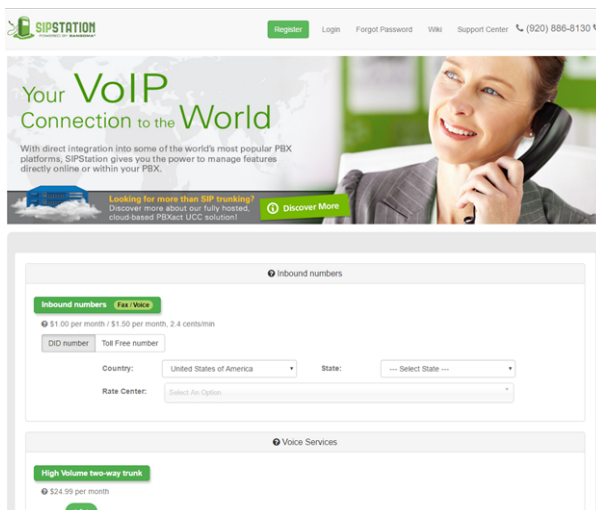 SIPSTATION
POWERED BY SANGOMA
Register Login Forgot Password Wiki Support Center (920) 886-8130
Your VoIP
Connection to the World
With direct integration into some of the world's most popular PBX
platforms, SIPStation gives you the power to manage features
directly online or within your PBX.
Looking for more than SIP trunking?
Discover more about our fully hosted,
cloud-based PBXact UCC solution!
Discover More
Inbound numbers
Inbound numbers Fax / Voice
$1.00 per month / $1.50 per month, 2.4 cents/min
DID number Toll Free number
Country: United States of America State: --- Select State ---
Rate Center: Select An Option
Voice Services
High Volume two-way trunk
$24.99 per month